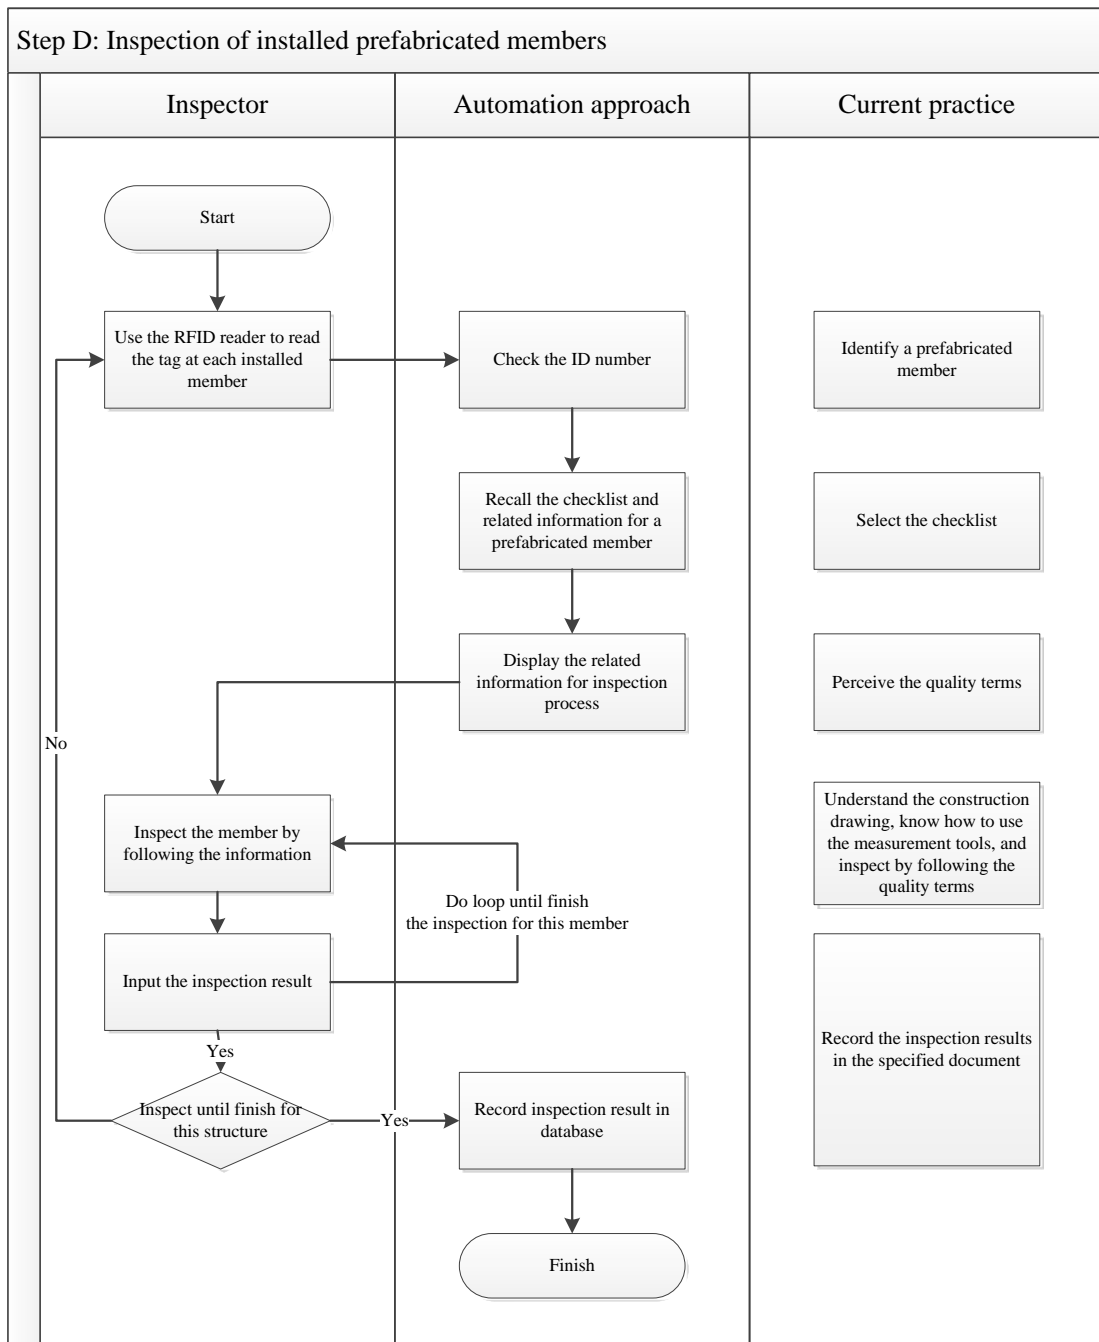 Step D: Inspection of installed prefabricated members
Inspector
Automation approach
Current practice
Start
Use the RFID reader to read
the tag at each installed
member
Check the ID number
Identify a prefabricated
member
Recall the checklist and
related information for a
prefabricated member
Select the checklist
Display the related
information for inspection
process
Perceive the quality terms
No
Inspect the member by
following the information
Understand the construction
drawing, know how to use
the measurement tools, and
inspect by following the
quality terms
Do loop until finish
the inspection for this member
Input the inspection result
Record the inspection results
in the specified document
Yes
Inspect until finish for
this structure
Yes
Record inspection result in
database
Finish